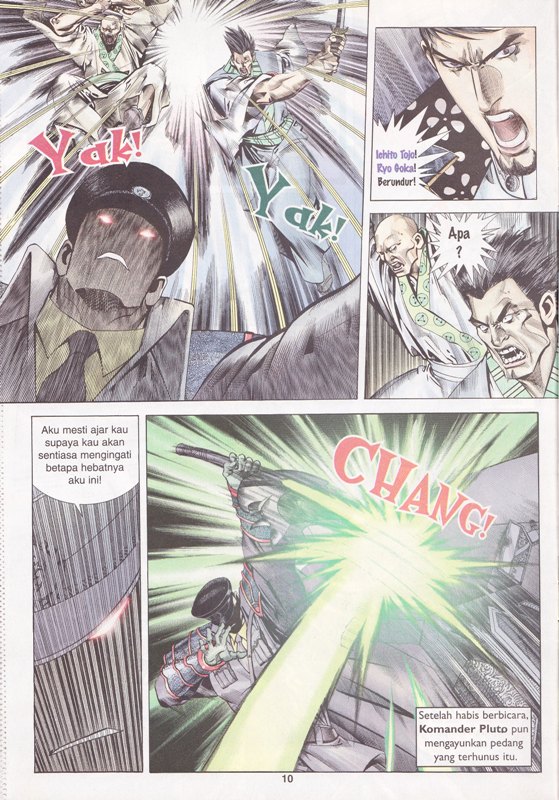 Yak!
Yak!
Ichito Tojo!
Ryo Goka!
Berundur!
Apa
?
Aku mesti ajar kau
supaya kau akan
sentiasa mengingati
betapa hebatnya
aku ini!
CHANG!
Setelah habis berbicara,
Komander Pluto pun
mengayunkan pedang
yang terhunus itu.
10